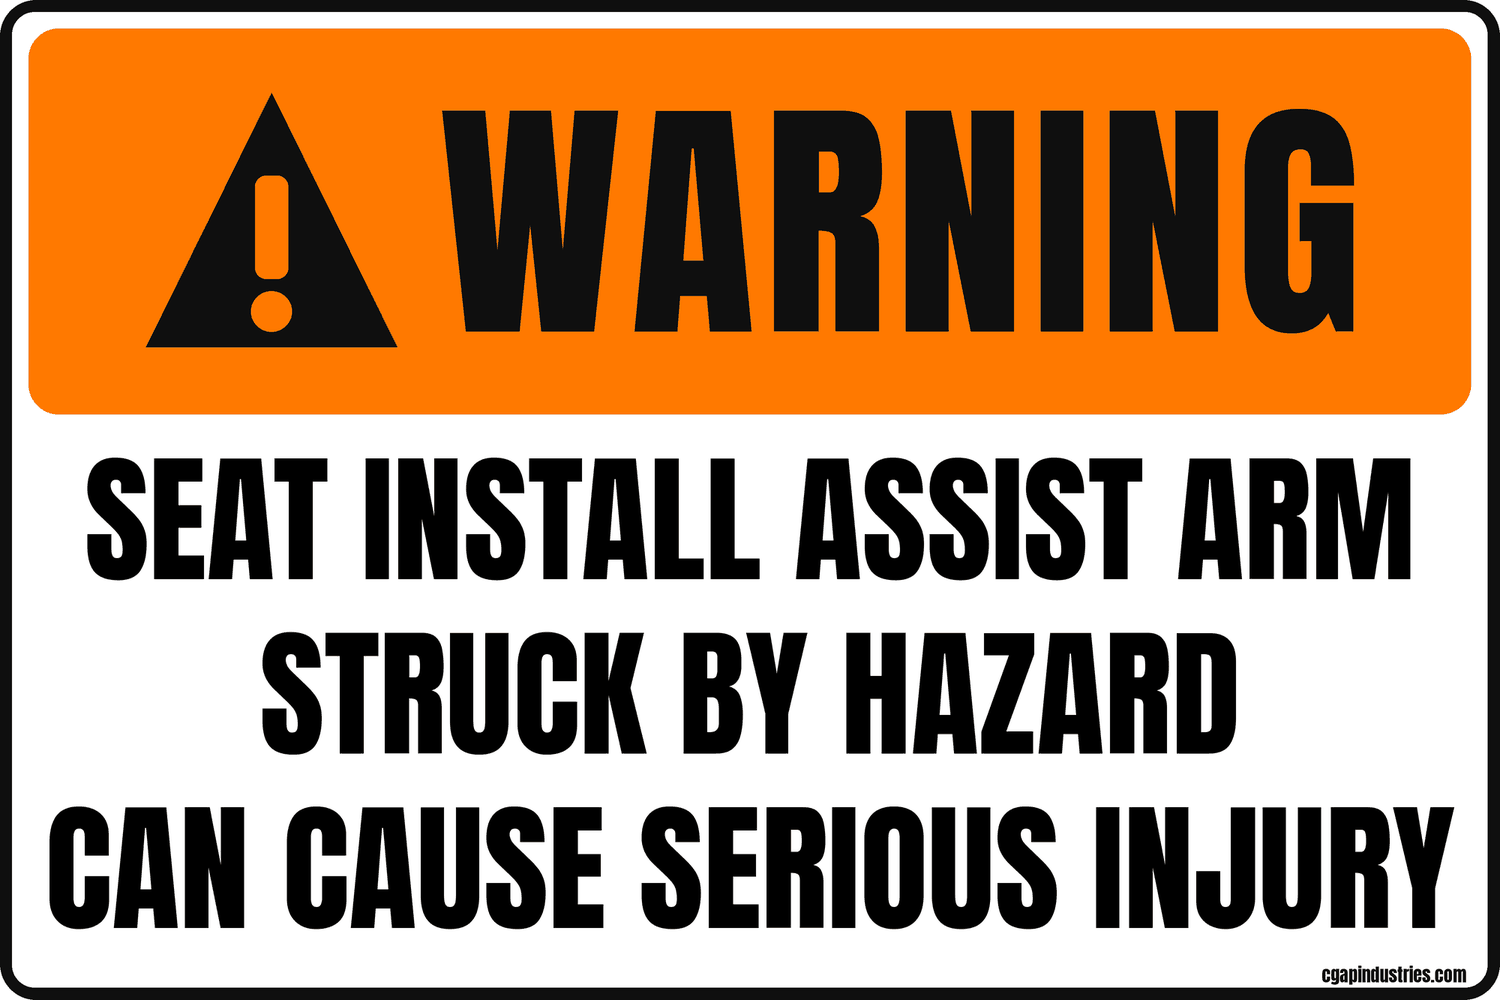 WARNING
SEAT INSTALL ASSIST ARM
STRUCK BY HAZARD
CAN CAUSE SERIOUS INJURY
cgapindustries.com